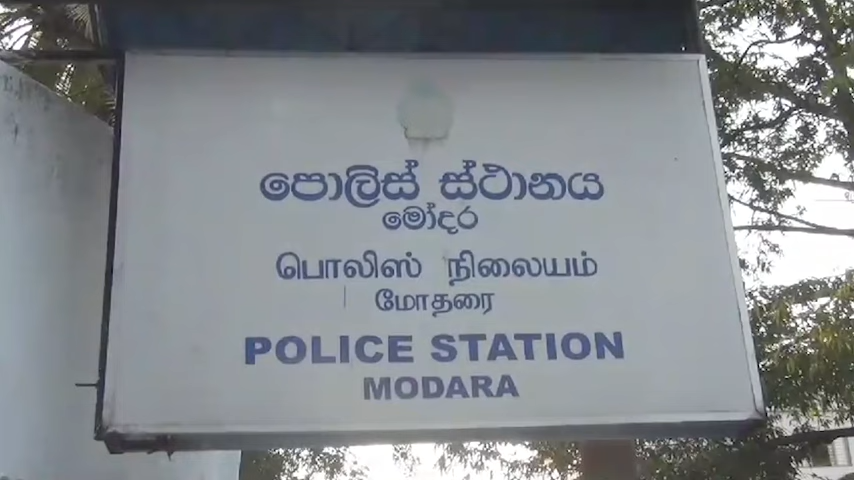 පොලිස් ස්ථානය
මෝදර
பொலிஸ் நிலையம்
மோதரை
POLICE STATION
MODARA